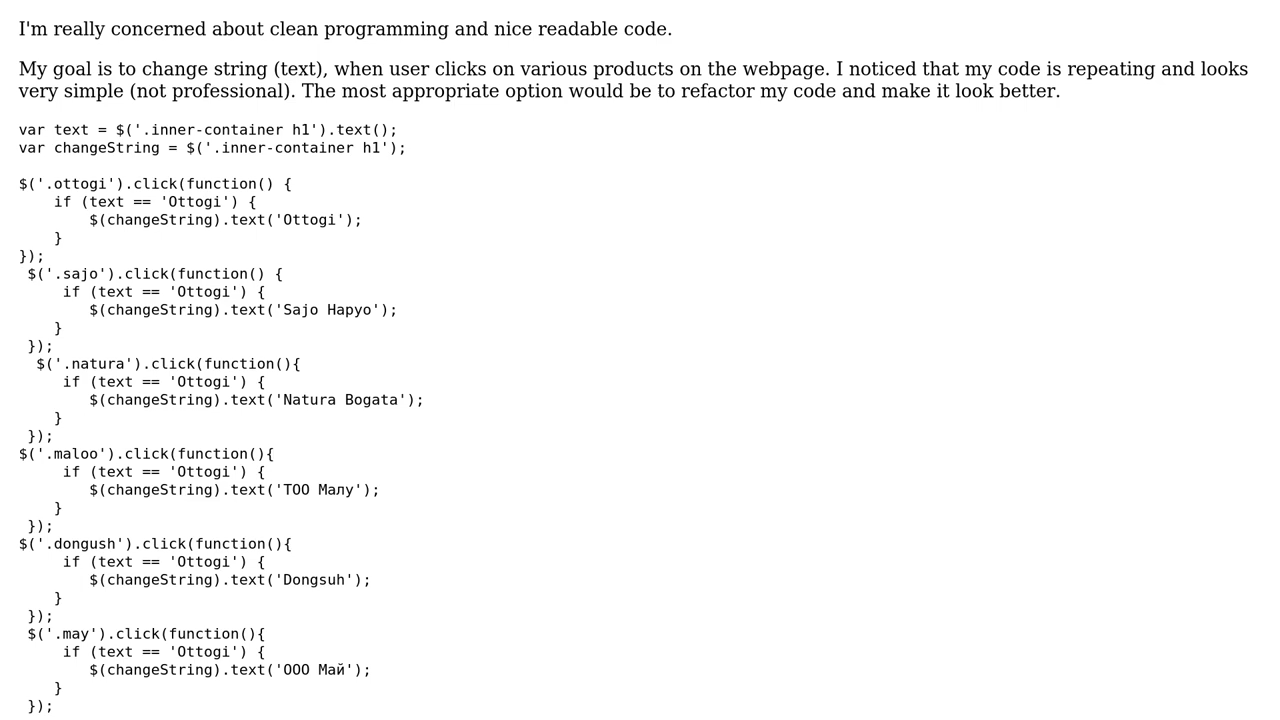 I'm really concerned about clean programming and nice readable code.
My goal is to change string (text), when user clicks on various products on the webpage. I noticed that my code is repeating and looks
very simple (not professional). The most appropriate option would be to refactor my code and make it look better.
var text = $('.inner-container h1').text();
var changeString = $('.inner-container h1');

$('.ottogi').click(function() {
    if (text == 'Ottogi') {
        $(changeString).text('Ottogi');
    }
});
 $('.sajo').click(function() {
     if (text == 'Ottogi') {
        $(changeString).text('Sajo Hapyo');
    }
 });
  $('.natura').click(function(){
     if (text == 'Ottogi') {
        $(changeString).text('Natura Bogata');
    }
 });
$('.maloo').click(function(){
     if (text == 'Ottogi') {
        $(changeString).text('ТОО Малу');
    }
 });
$('.dongush').click(function(){
     if (text == 'Ottogi') {
        $(changeString).text('Dongsuh');
    }
 });
 $('.may').click(function(){
     if (text == 'Ottogi') {
        $(changeString).text('ООО Май');
    }
 });